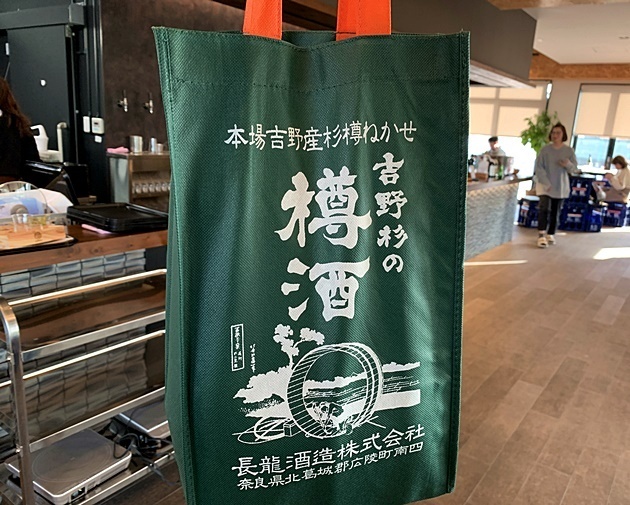 本場吉野産杉樽ねかせ
吉野杉の
樽酒
長龍酒造株式会社
奈良県北葛城郡広陵町南四